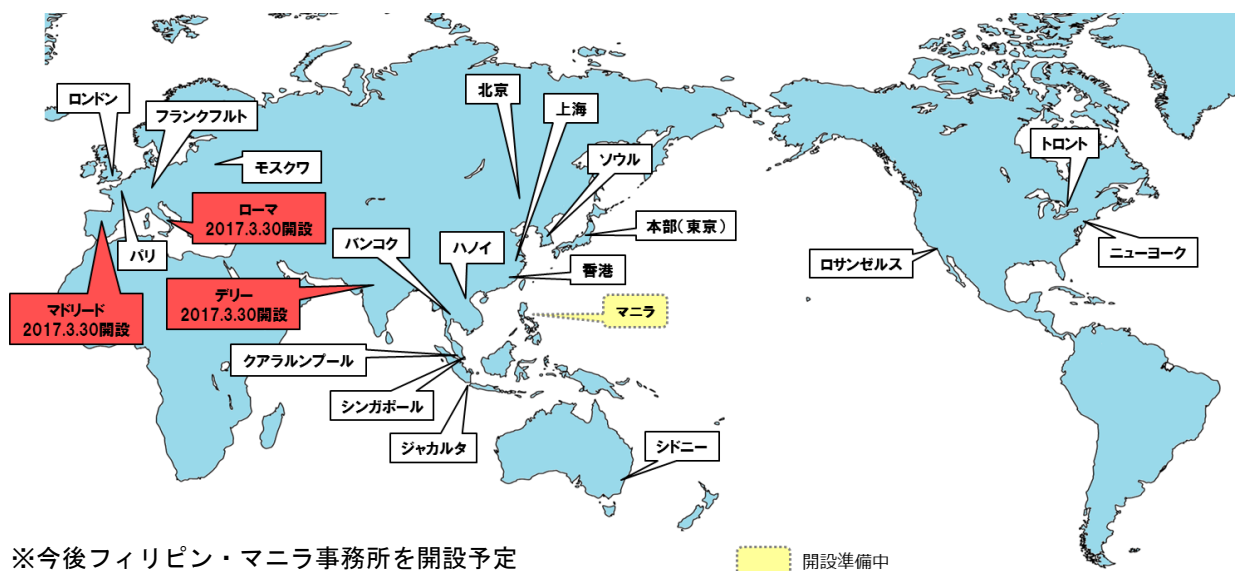 ロンドン
フランクフルト
モスクワ
北京
上海
ソウル
トロント
ローマ
2017.3.30開設
本部(東京)
パリ
バンコク
ハノイ
香港
ロサンゼルス
ニューヨーク
マドリード
2017.3.30開設
デリー
2017.3.30開設
マニラ
クアラルンプール
シンガポール
ジャカルタ
シドニー
※今後フィリピン・マニラ事務所を開設予定
開設準備中